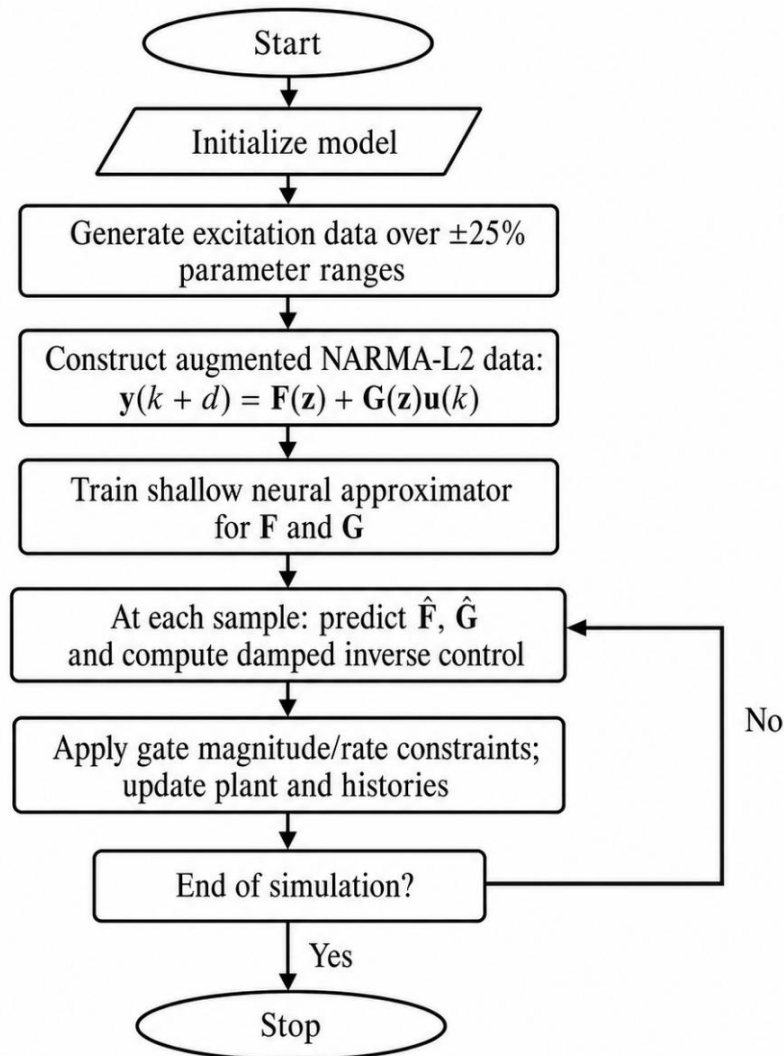 Start
Initialize model
Generate excitation data over ±25%
parameter ranges
Construct augmented NARMA-L2 data:
y(k + d) = F(z) + G(z)u(k)
Train shallow neural approximator
for F and G
At each sample: predict F̂, Ĝ
and compute damped inverse control
Apply gate magnitude/rate constraints;
update plant and histories
No
End of simulation?
Yes
Stop